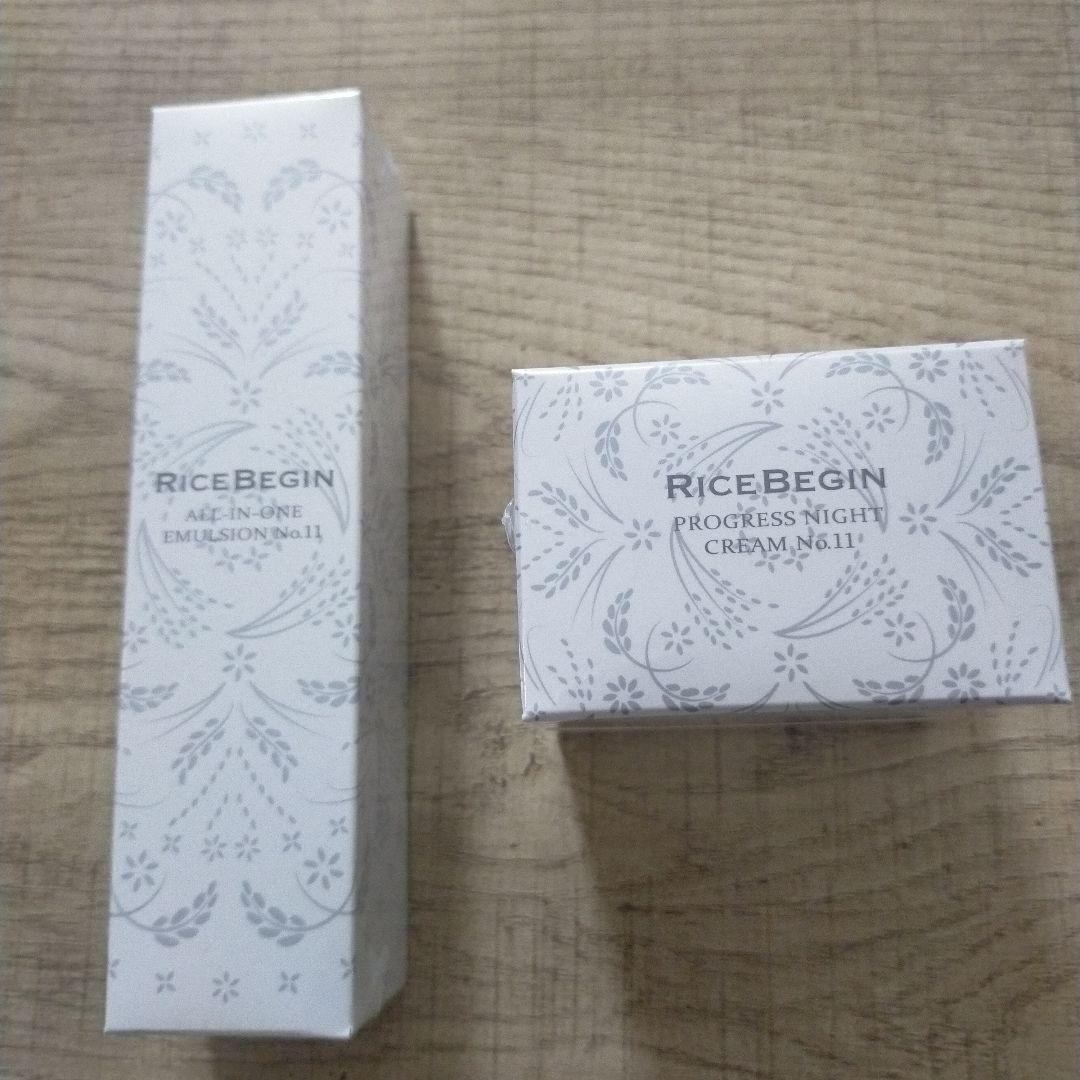 RICEBEGIN
ALL-IN-ONE
EMULSION No.11
RICEBEGIN
PROGRESS NIGHT
CREAM No.11